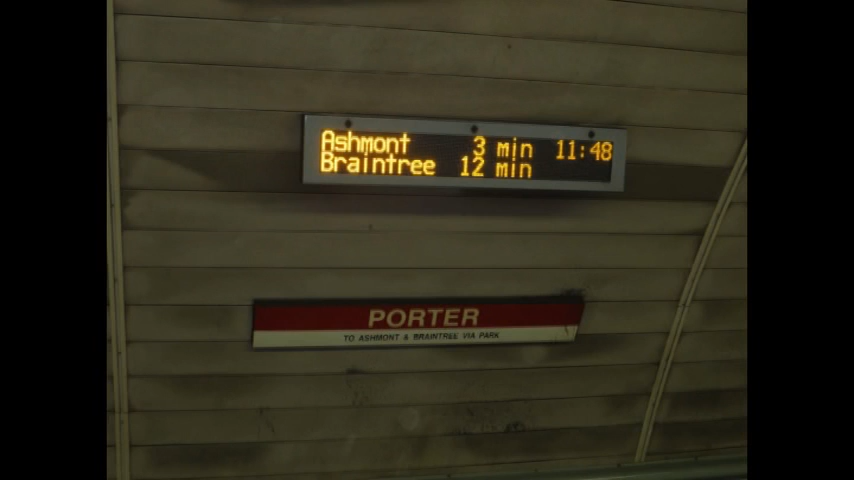 Ashmont 3 min 11:48
Braintree 12 min
PORTER
TO ASHMONT & BRAINTREE VIA PARK